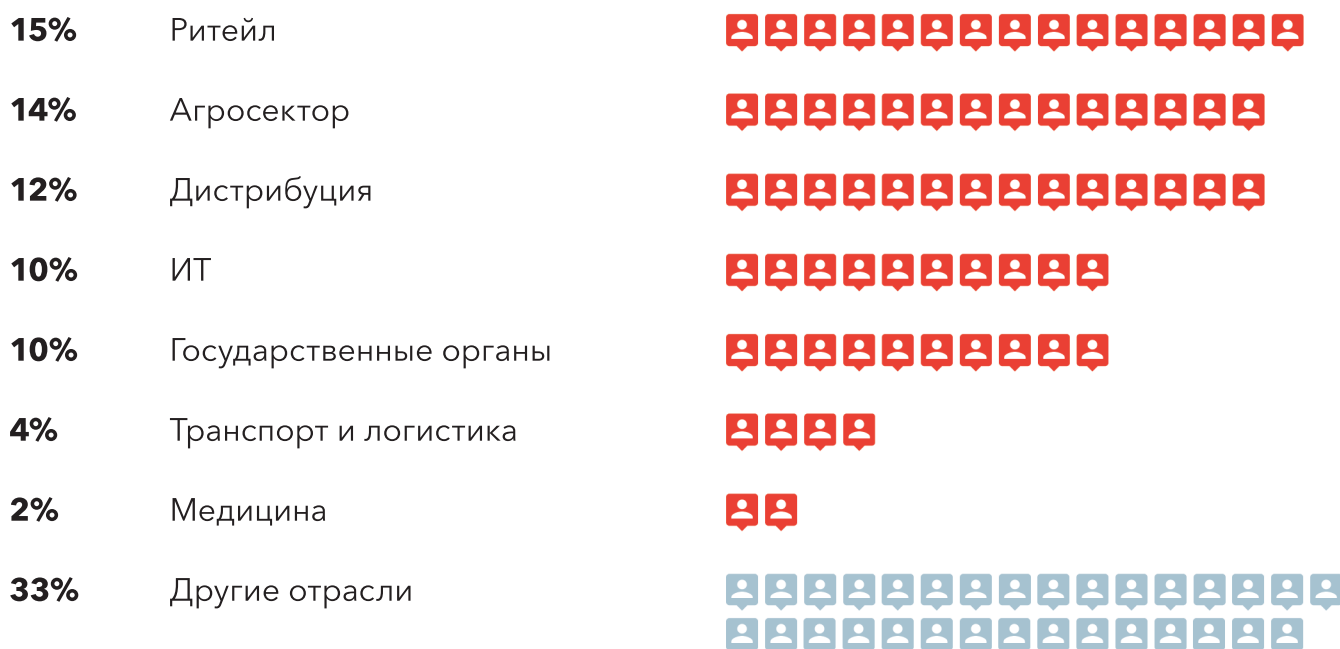 15% Ритейл
14% Агросектор
12% Дистрибуция
10% ИТ
10% Государственные органы
4% Транспорт и логистика
2% Медицина
33% Другие отрасли